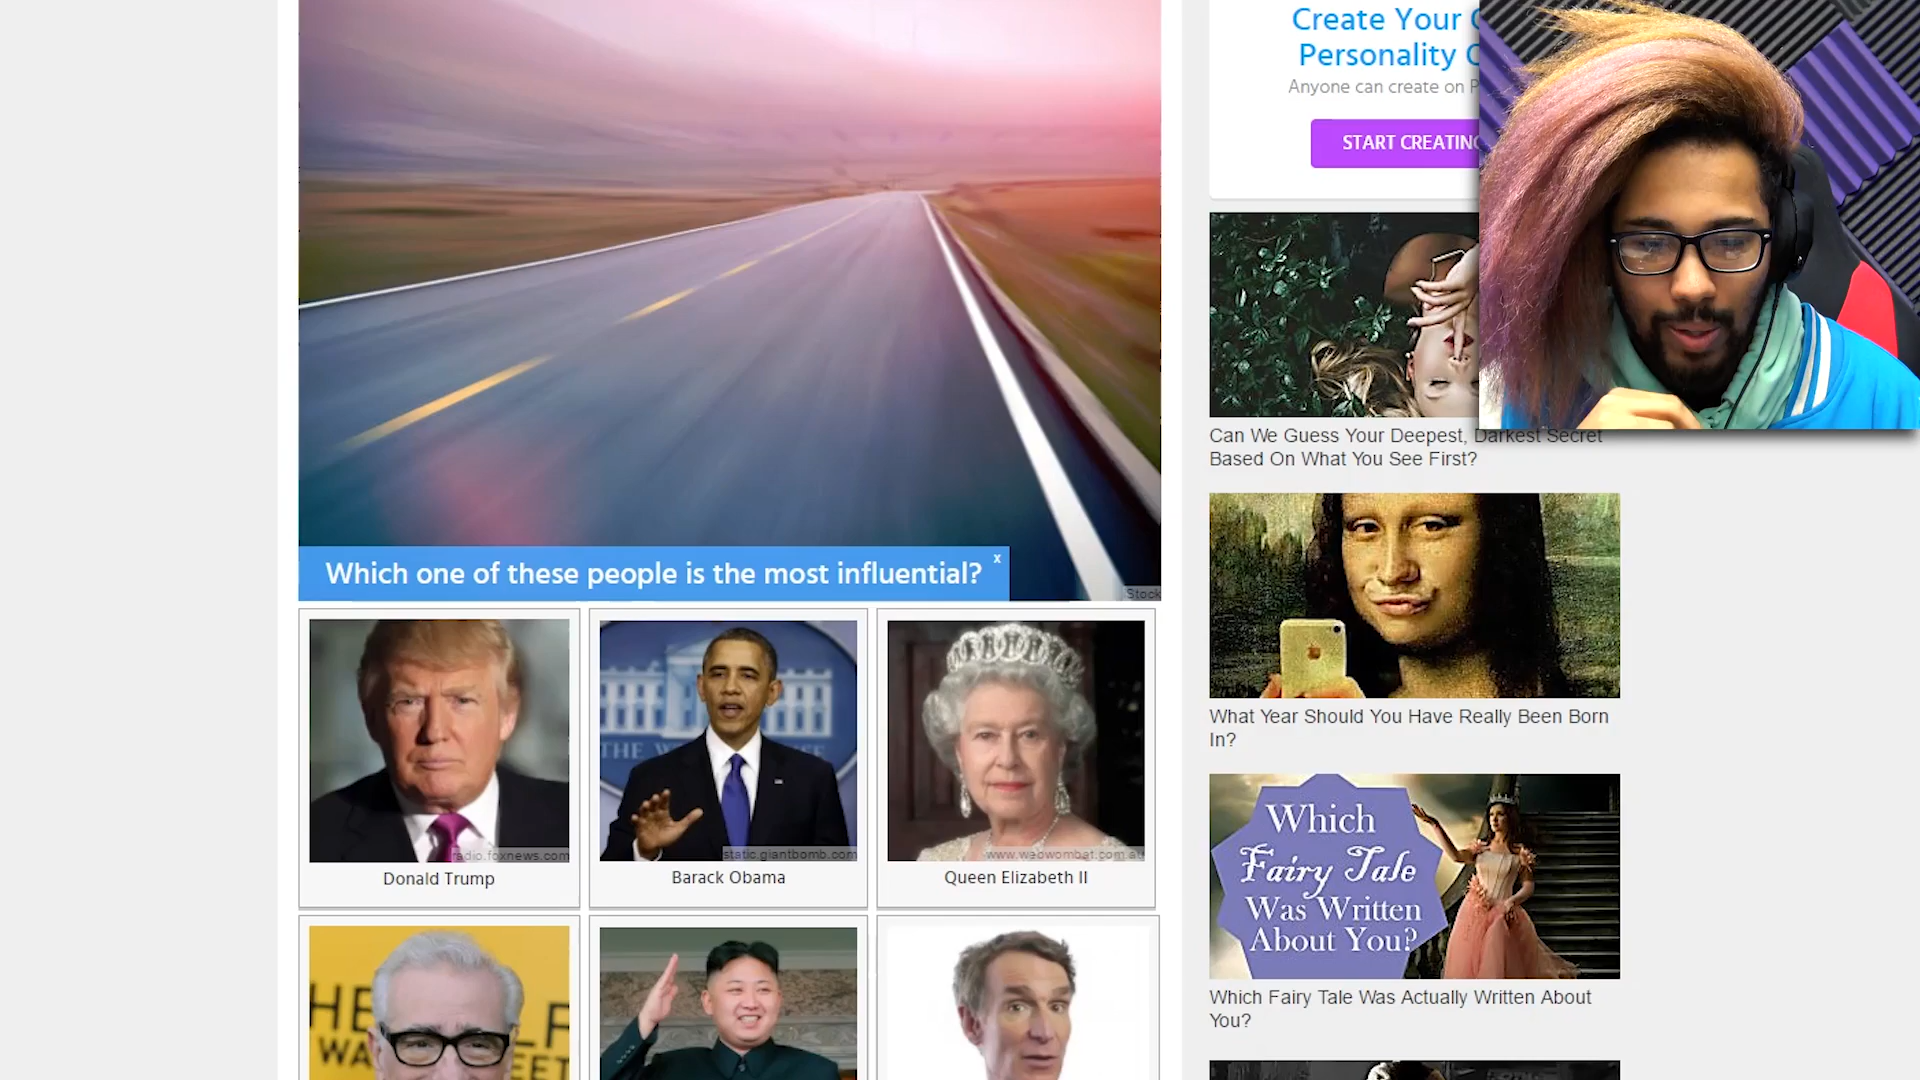 Create Your
Personality
Anyone can create on P
START CREATING
Can We Guess Your Deepest, Darkest Secret
Based On What You See First?
What Year Should You Have Really Been Born
In?
Which
Fairy Tale
Was Written
About You?
Which Fairy Tale Was Actually Written About
You?
Stock
Which one of these people is the most influential?
x
radio.foxnews.com
static.giantbomb.com
www.wedwombat.com.au
Donald Trump
Barack Obama
Queen Elizabeth II
THE W